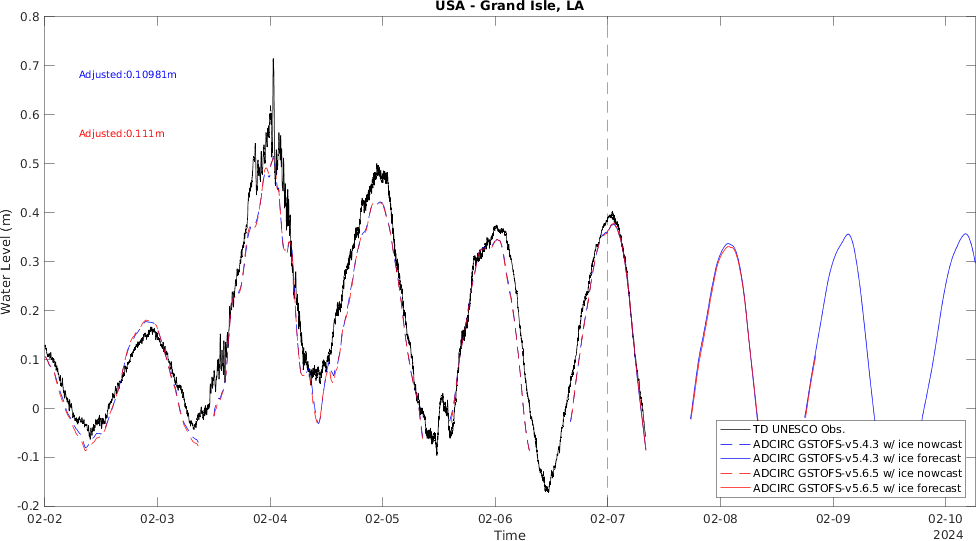 USA - Grand Isle, LA
0.8
0.7
Adjusted:0.10981m
0.6
Adjusted:0.111m
0.5
0.4
0.3
0.2
0.1
0
-0.1
-0.2
Water Level (m)
TD UNESCO Obs.
ADCIRC GSTOFS-v5.4.3 w/ ice nowcast
ADCIRC GSTOFS-v5.4.3 w/ ice forecast
ADCIRC GSTOFS-v5.6.5 w/ ice nowcast
ADCIRC GSTOFS-v5.6.5 w/ ice forecast
02-02 02-03 02-04 02-05 02-06 02-07 02-08 02-09 02-10
Time
2024